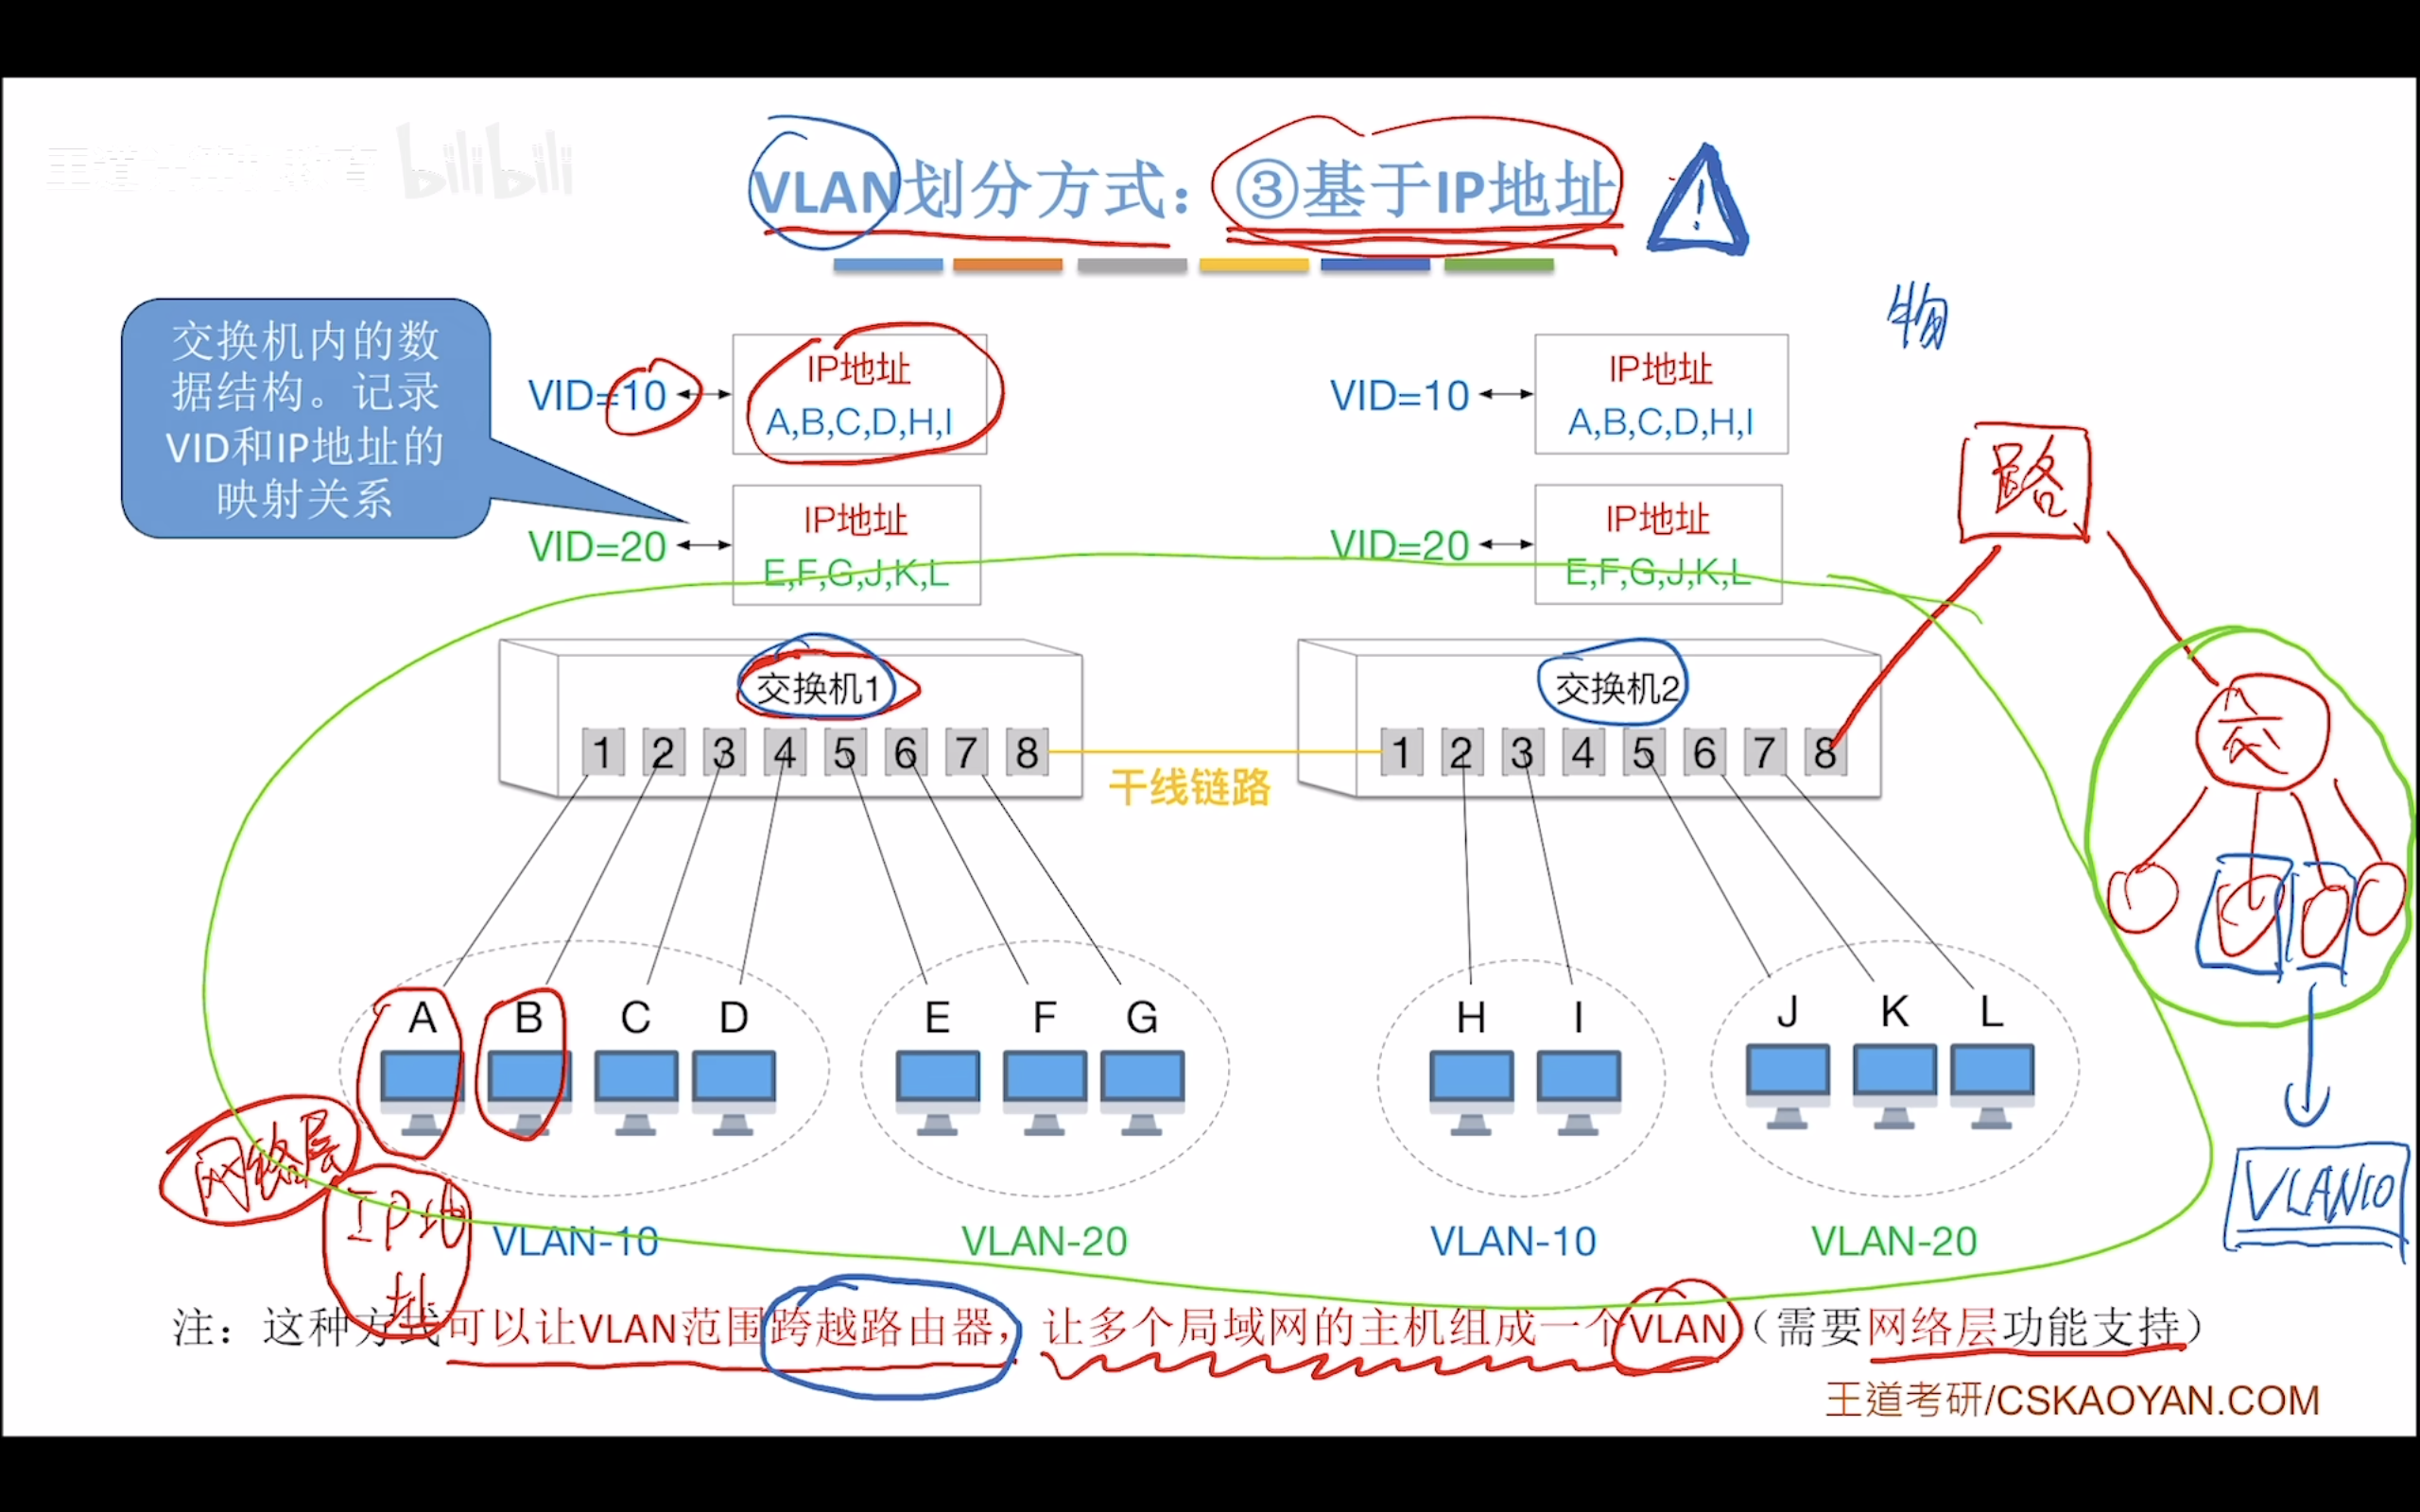 bilibili
VLAN划分方式：③基于IP地址
!
物
交换机内的数
据结构。记录
VID和IP地址的
映射关系
VID=10
IP地址
A,B,C,D,H,I
VID=10
IP地址
A,B,C,D,H,I
VID=20
IP地址
E,F,G,J,K,L
VID=20
IP地址
E,F,G,J,K,L
路
交换机1
交换机2
交
1 2 3 4 5 6 7 8
干线链路
1 2 3 4 5 6 7 8
A B C D E F G H I J K L
网络层
IP地
址
VLAN10
VLAN-10 VLAN-20 VLAN-10 VLAN-20
注：这种方式可以让VLAN范围跨越路由器，让多个局域网的主机组成一个VLAN（需要网络层功能支持）
王道考研/CSKAOYAN.COM